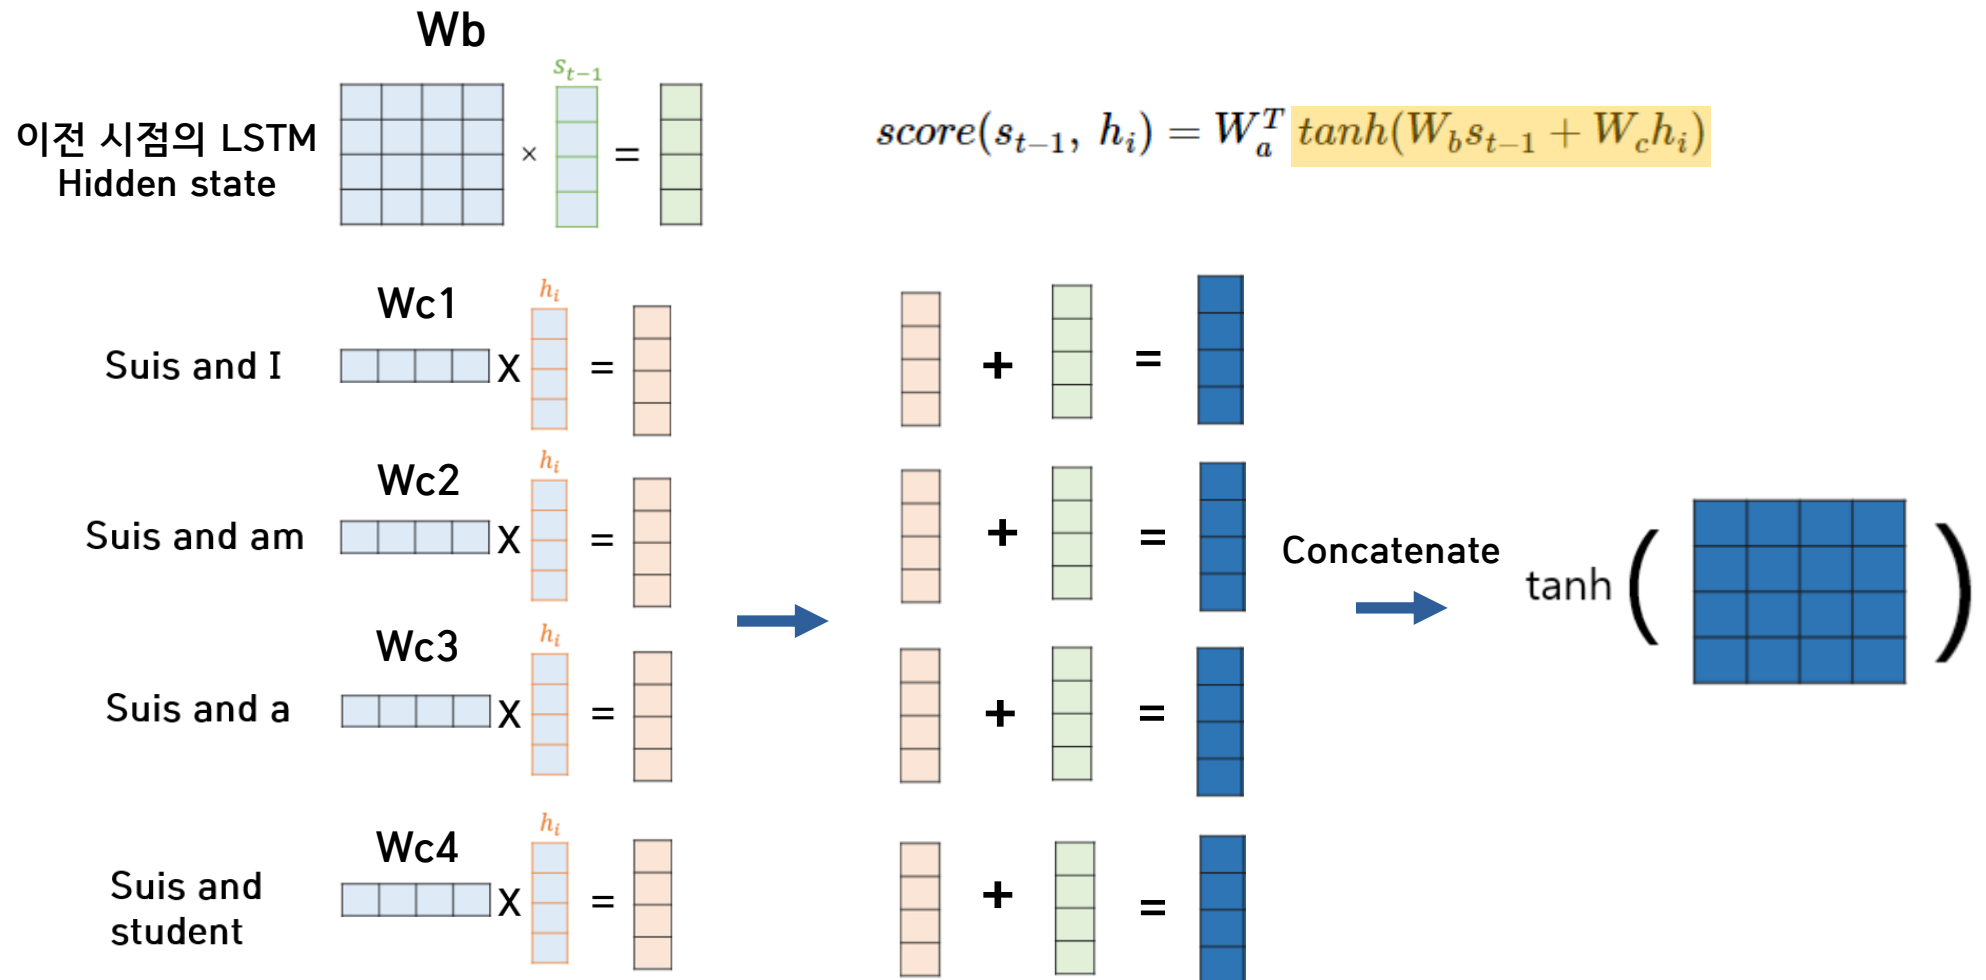 Wb
s_{t-1}
이전 시점의 LSTM
Hidden state
×
=
score(s_{t-1}, h_i) = W_a^T tanh(W_b s_{t-1} + W_c h_i)
Wc1
h_i
Suis and I
X
=
+
=
Wc2
h_i
Suis and am
X
=
+
=
Concatenate
tanh ( )
Wc3
h_i
Suis and a
X
=
+
=
Wc4
h_i
Suis and
student
X
=
+
=